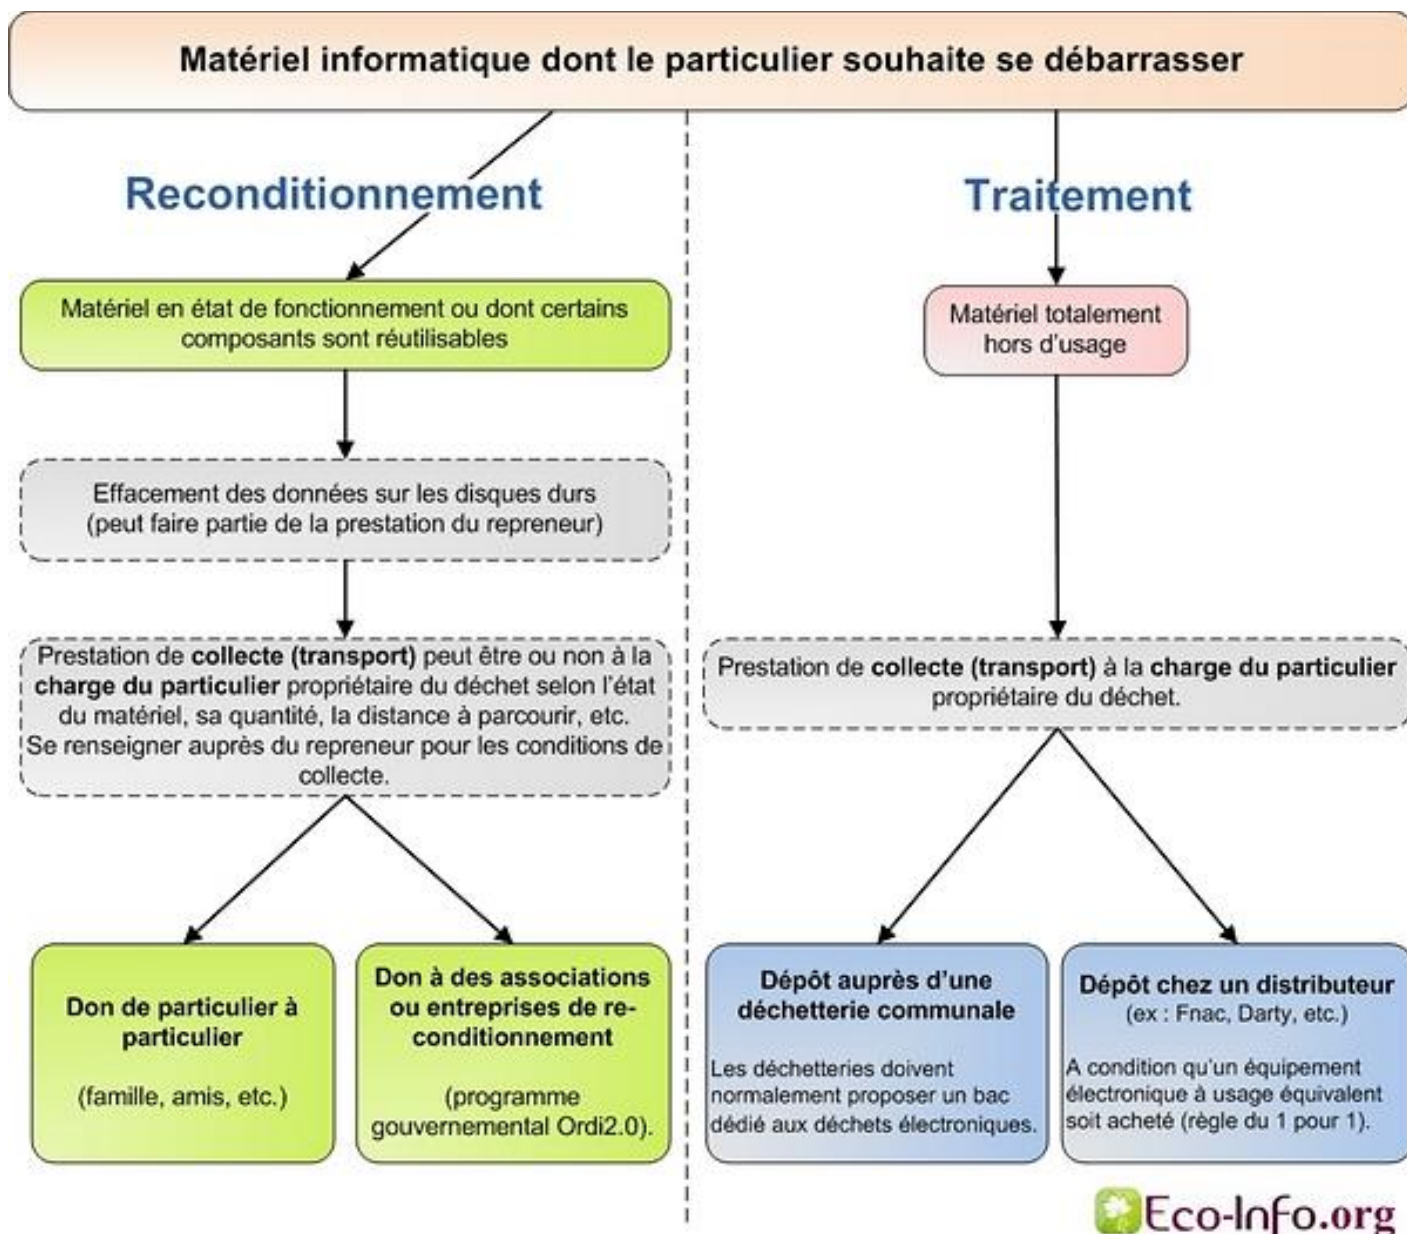 Matériel informatique dont le particulier souhaite se débarrasser
Reconditionnement
Matériel en état de fonctionnement ou dont certains
composants sont réutilisables
Effacement des données sur les disques durs
(peut faire partie de la prestation du repreneur)
Prestation de collecte (transport) peut être ou non à la
charge du particulier propriétaire du déchet selon l'état
du matériel, sa quantité, la distance à parcourir, etc.
Se renseigner auprès du repreneur pour les conditions de
collecte.
Don de particulier à
particulier
(famille, amis, etc.)
Don à des associations
ou entreprises de re-
conditionnement
(programme
gouvernemental Ordi2.0).
Traitement
Matériel totalement
hors d'usage
Prestation de collecte (transport) à la charge du particulier
propriétaire du déchet.
Dépôt auprès d'une
déchetterie communale
Les déchetteries doivent
normalement proposer un bac
dédié aux déchets électroniques.
Dépôt chez un distributeur
(ex : Fnac, Darty, etc.)
A condition qu'un équipement
électronique à usage équivalent
soit acheté (règle du 1 pour 1).
Eco-Info.org